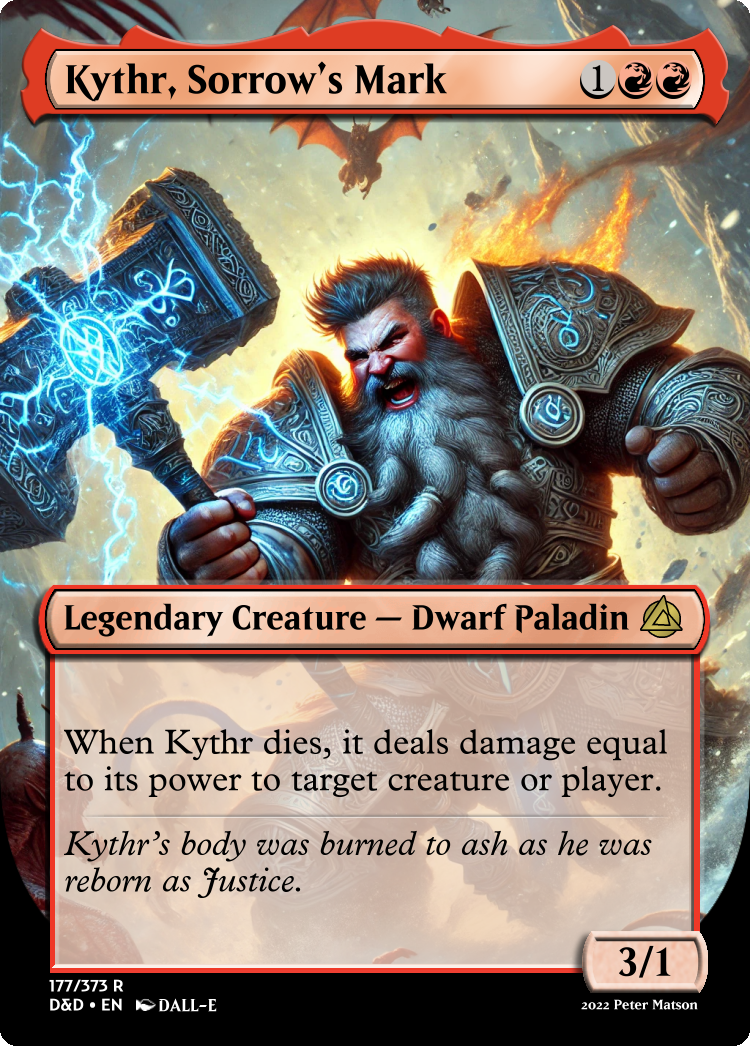 Kythr, Sorrow's Mark 1
Legendary Creature — Dwarf Paladin
When Kythr dies, it deals damage equal
to its power to target creature or player.
Kythr's body was burned to ash as he was
reborn as Justice.
3/1
177/373 R
D&D • EN DALL-E
2022 Peter Matson